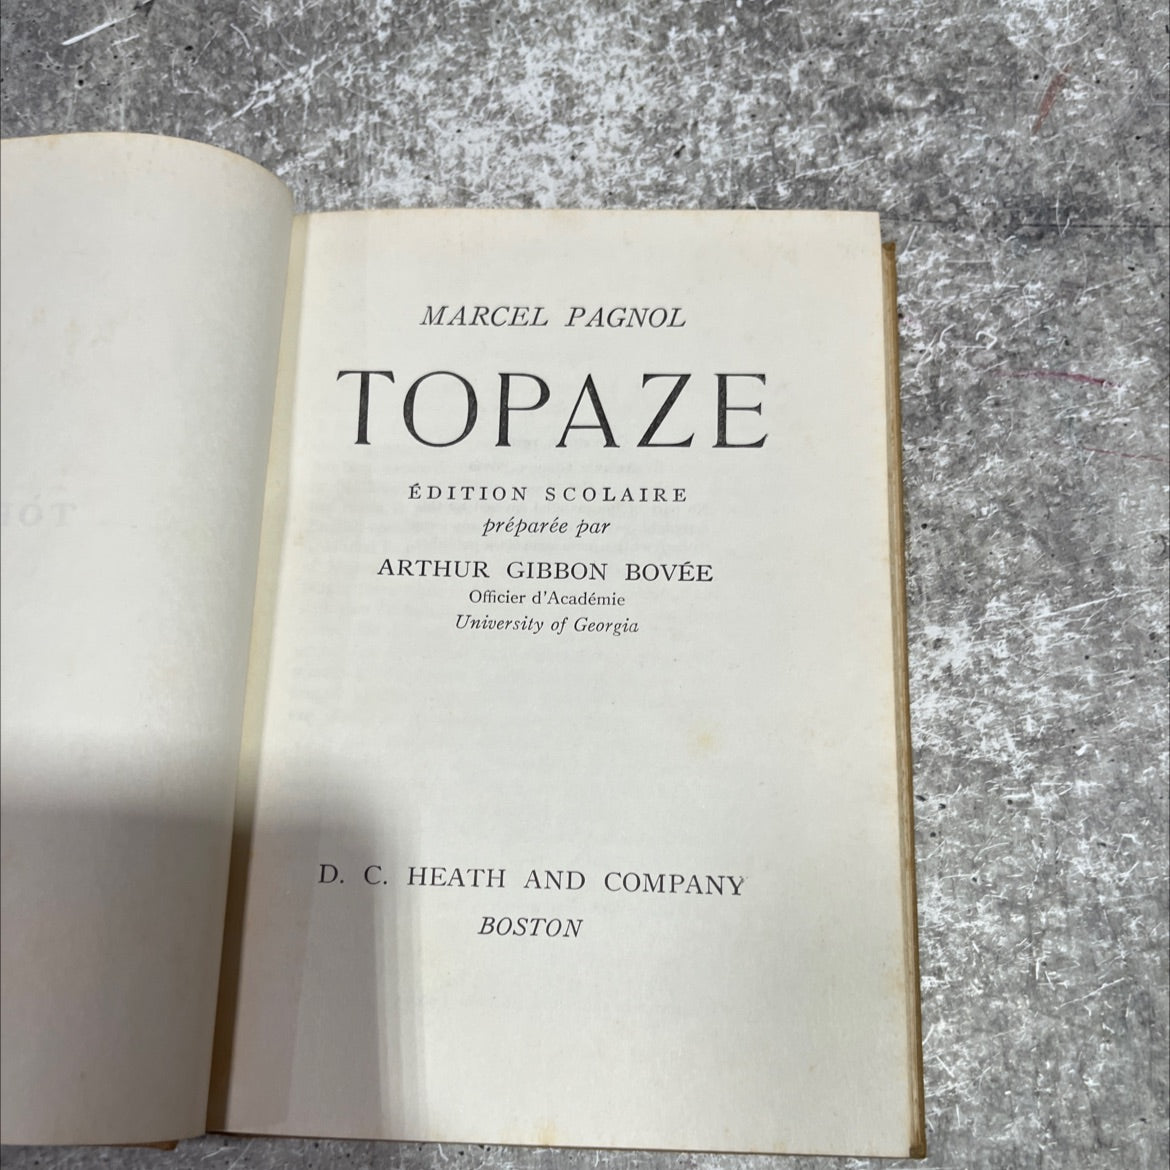 MARCEL PAGNOL
TOPAZE
ÉDITION SCOLAIRE
préparée par
ARTHUR GIBBON BOVÉE
Officier d'Académie
University of Georgia
D. C. HEATH AND COMPANY
BOSTON